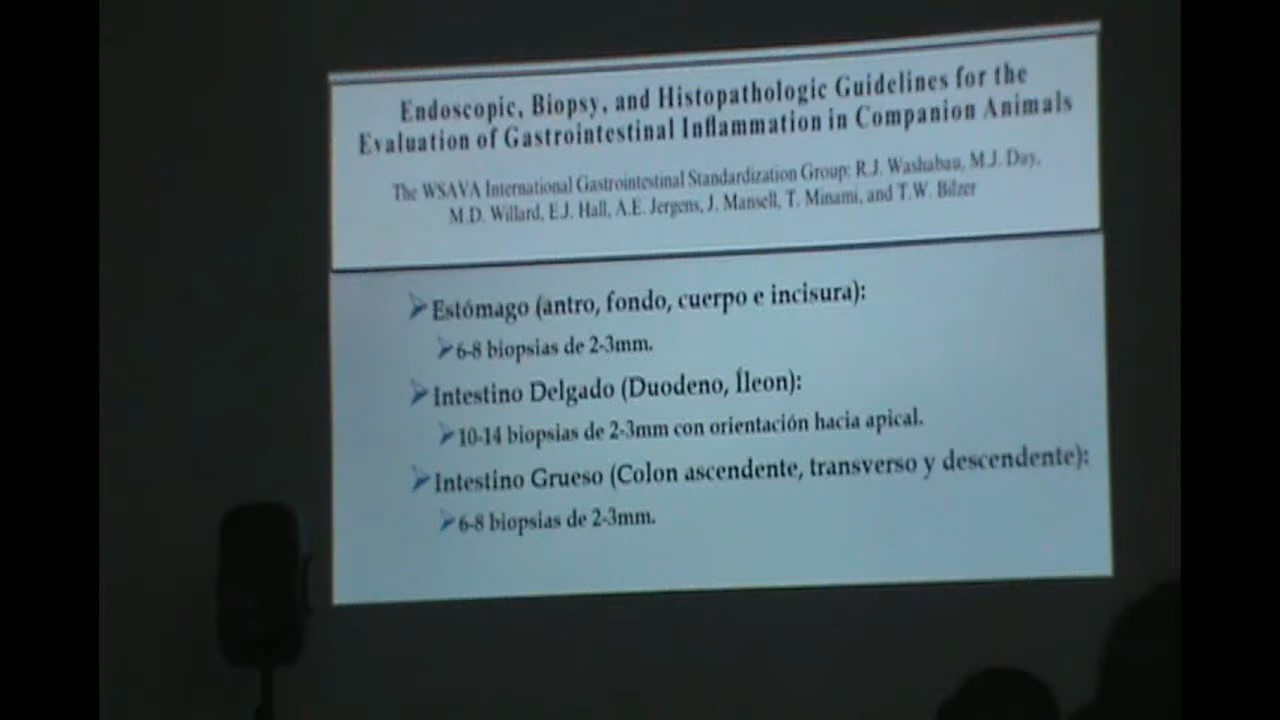 Endoscopic, Biopsy, and Histopathologic Guidelines for the
Evaluation of Gastrointestinal Inflammation in Companion Animals
The WSAVA International Gastrointestinal Standardization Group: R.J. Washabau, M.J. Day,
M.D. Willard, E.J. Hall, A.E. Jergens, J. Mansell, T. Minami, and T.W. Bilzer
Estómago (antro, fondo, cuerpo e incisura):
6-8 biopsias de 2-3mm.
Intestino Delgado (Duodeno, Íleon):
10-14 biopsias de 2-3mm con orientación hacia apical.
Intestino Grueso (Colon ascendente, transverso y descendente):
6-8 biopsias de 2-3mm.